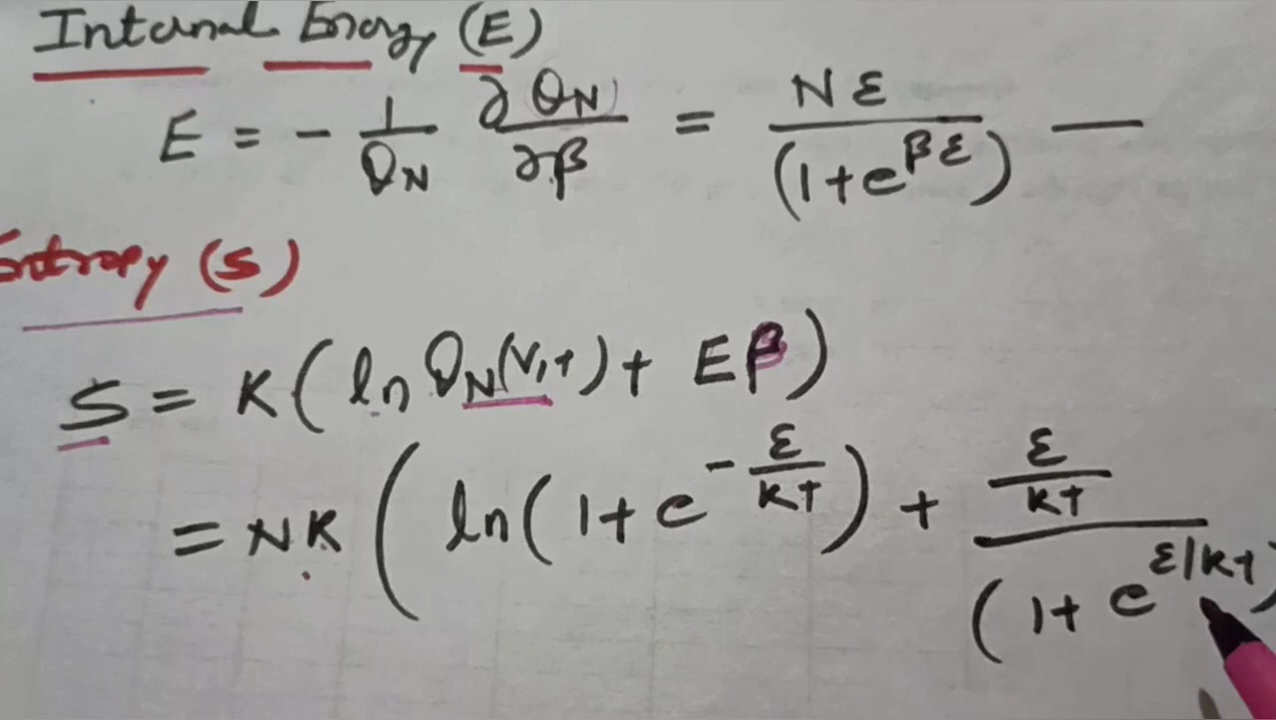 Internal Energy (E)
E = - 1/Q_N ∂Q_N/∂β = Nε/(1+e^{βε}) —
Entropy (S)
S = K(ln Q_N(V,T) + Eβ)
= NK(ln(1+e^{-ε/KT}) + (ε/KT)/(1+e^{ε/KT})